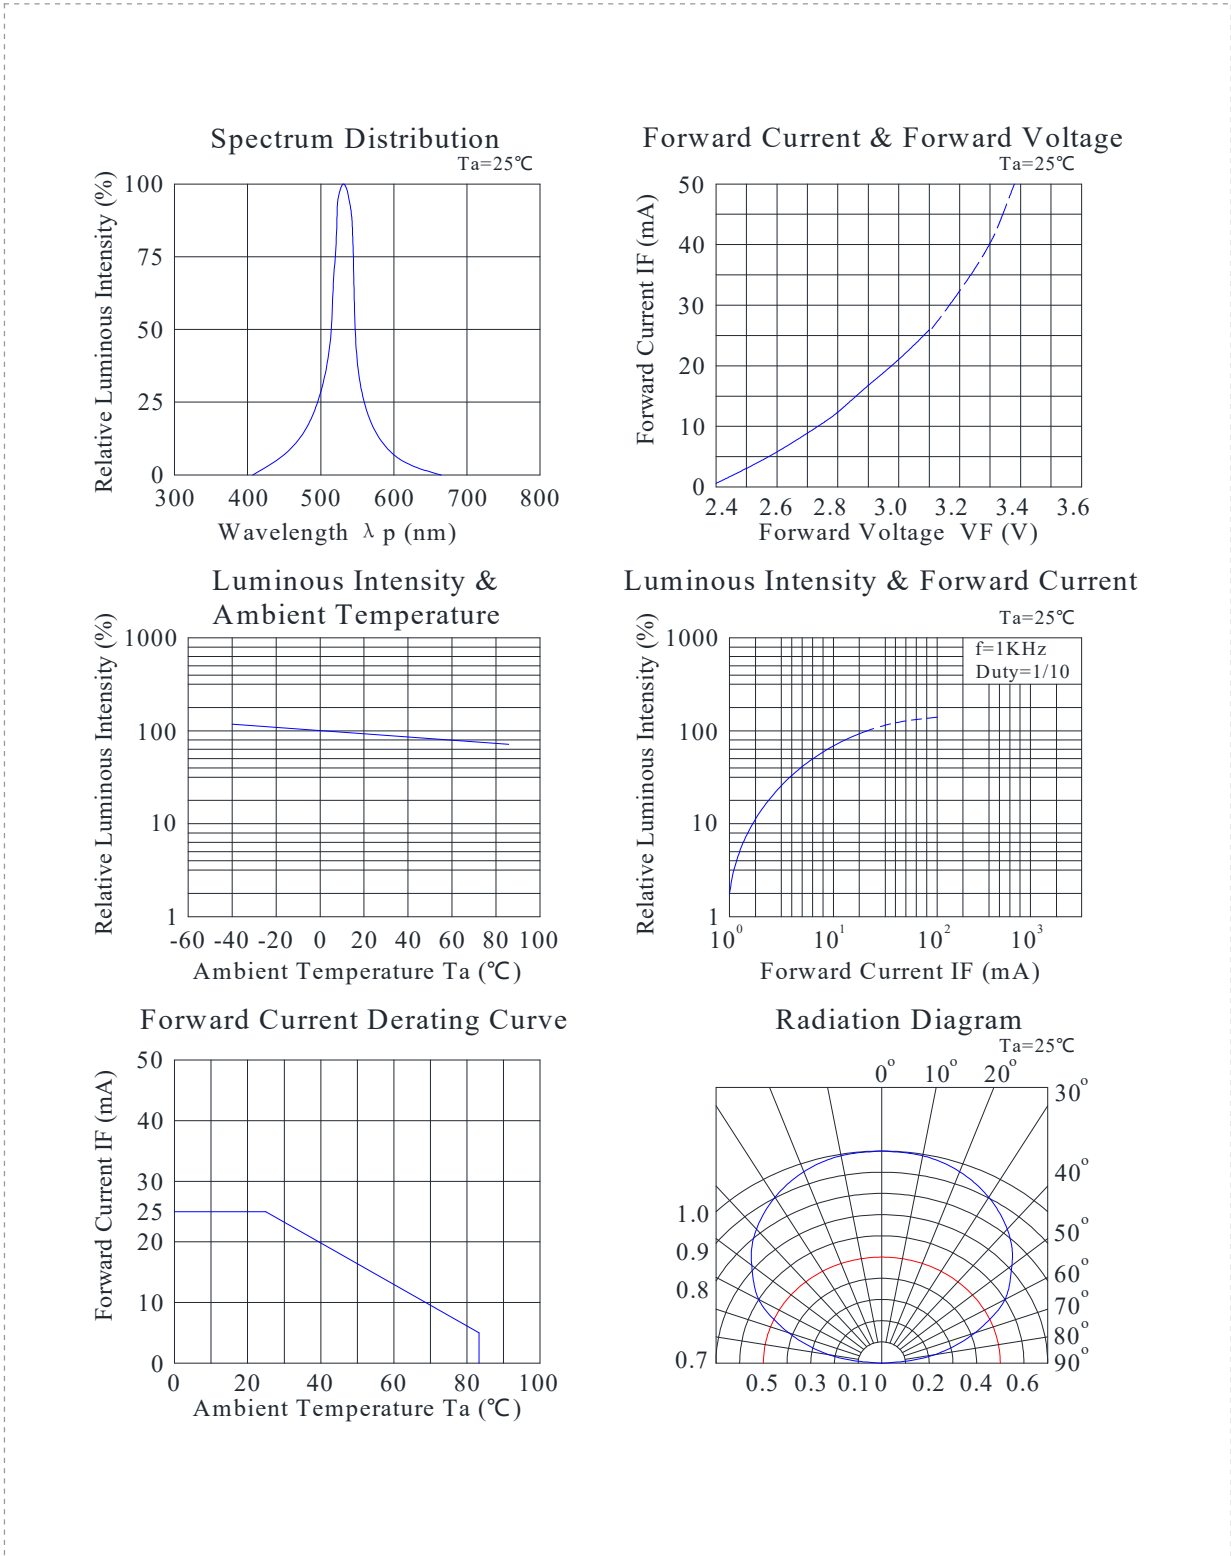 Spectrum Distribution
Ta=25℃
Relative Luminous Intensity (%)
100
75
50
25
0
300 400 500 600 700 800
Wavelength λ p (nm)
Forward Current & Forward Voltage
Ta=25℃
Forward Current IF (mA)
50
40
30
20
10
0
2.4 2.6 2.8 3.0 3.2 3.4 3.6
Forward Voltage VF (V)
Luminous Intensity &
Ambient Temperature
Relative Luminous Intensity (%)
1000
100
10
1
-60 -40 -20 0 20 40 60 80 100
Ambient Temperature Ta (℃)
Luminous Intensity & Forward Current
Ta=25℃
f=1KHz
Duty=1/10
Relative Luminous Intensity (%)
1000
100
10
1
10⁰ 10¹ 10² 10³
Forward Current IF (mA)
Forward Current Derating Curve
Forward Current IF (mA)
50
40
30
25
20
10
0
0 20 40 60 80 100
Ambient Temperature Ta (℃)
Radiation Diagram
Ta=25℃
0° 10° 20°
30°
40°
50°
60°
70°
80°
90°
1.0
0.9
0.8
0.7
0.5 0.3 0.1 0 0.2 0.4 0.6